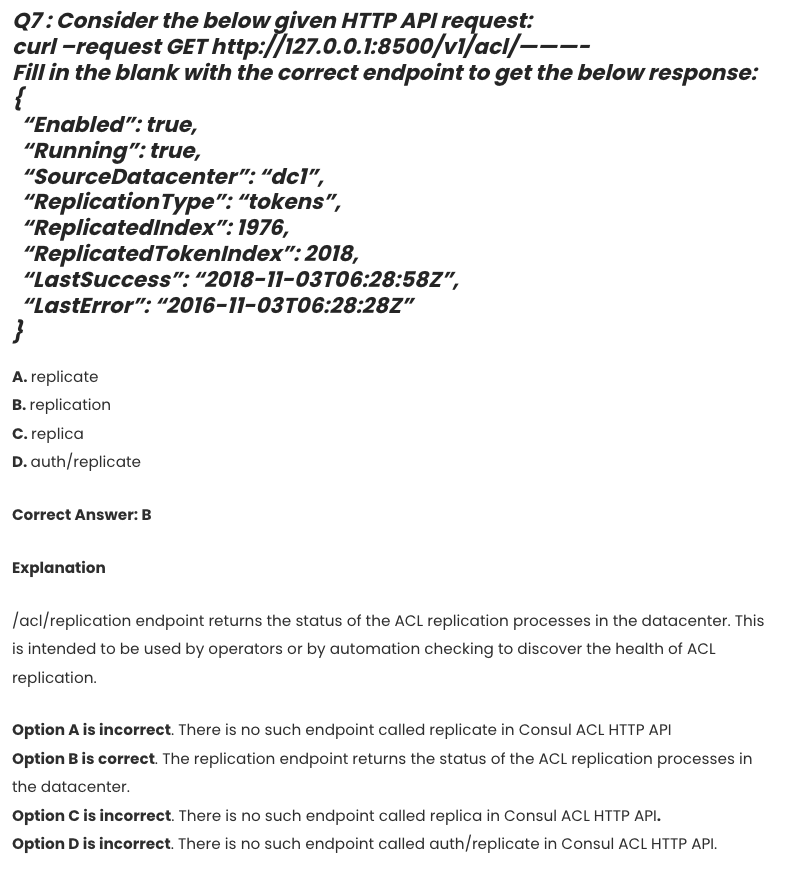 Q7 : Consider the below given HTTP API request:
curl –request GET http://127.0.0.1:8500/v1/acl/———–
Fill in the blank with the correct endpoint to get the below response:
{
“Enabled”: true,
“Running”: true,
“SourceDatacenter”: “dc1”,
“ReplicationType”: “tokens”,
“ReplicatedIndex”: 1976,
“ReplicatedTokenIndex”: 2018,
“LastSuccess”: “2018-11-03T06:28:58Z”,
“LastError”: “2016-11-03T06:28:28Z”
}
A. replicate
B. replication
C. replica
D. auth/replicate
Correct Answer: B
Explanation
/acl/replication endpoint returns the status of the ACL replication processes in the datacenter. This
is intended to be used by operators or by automation checking to discover the health of ACL
replication.
Option A is incorrect. There is no such endpoint called replicate in Consul ACL HTTP API
Option B is correct. The replication endpoint returns the status of the ACL replication processes in
the datacenter.
Option C is incorrect. There is no such endpoint called replica in Consul ACL HTTP API.
Option D is incorrect. There is no such endpoint called auth/replicate in Consul ACL HTTP API.